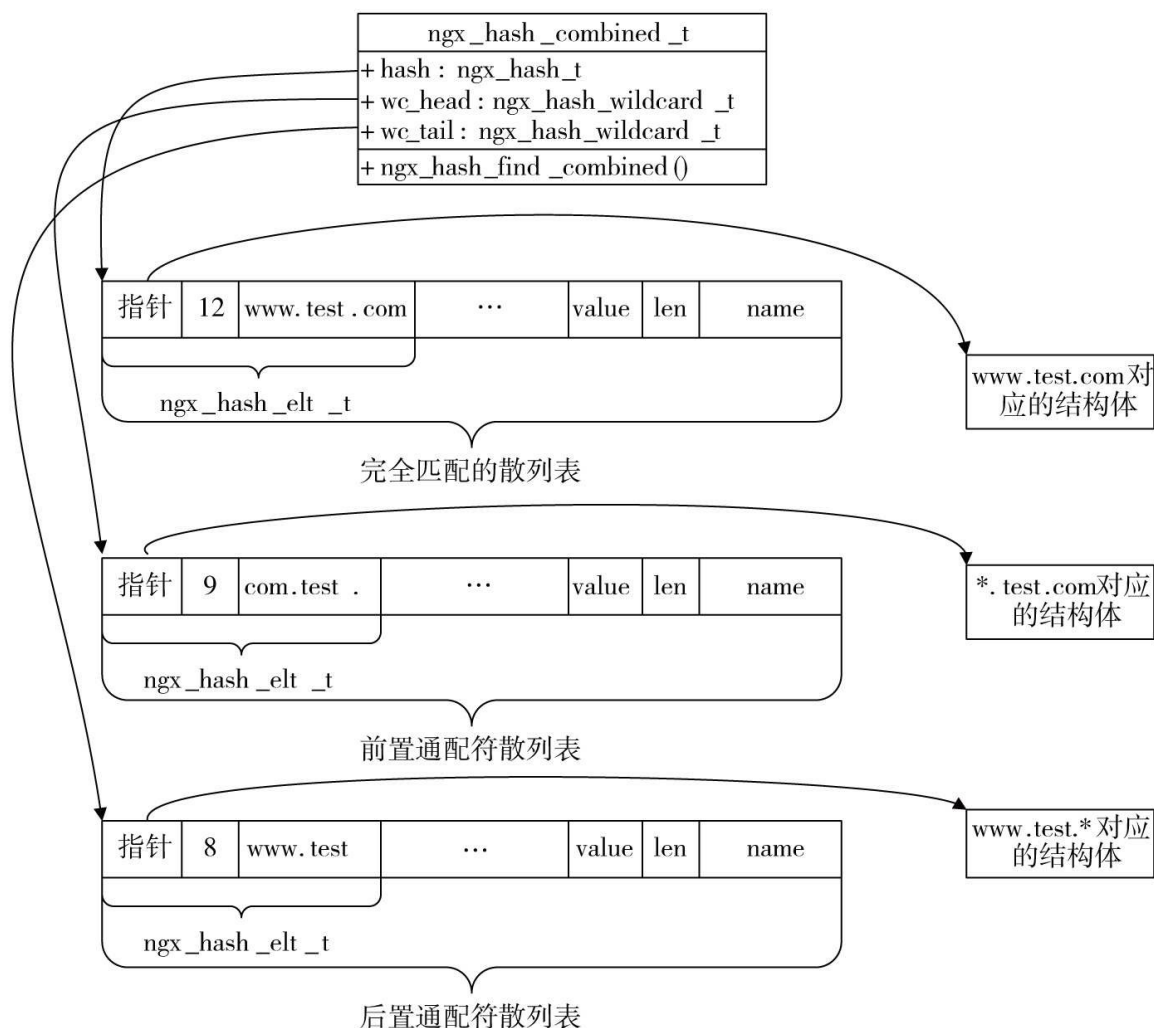 ngx_hash_combined_t
+ hash: ngx_hash_t
+ wc_head: ngx_hash_wildcard_t
+ wc_tail: ngx_hash_wildcard_t
+ ngx_hash_find_combined()
指针 12 www.test.com … value len name
ngx_hash_elt_t
www.test.com对
应的结构体
完全匹配的散列表
指针 9 com.test. … value len name
ngx_hash_elt_t
*.test.com对应
的结构体
前置通配符散列表
指针 8 www.test … value len name
ngx_hash_elt_t
www.test.*对应
的结构体
后置通配符散列表